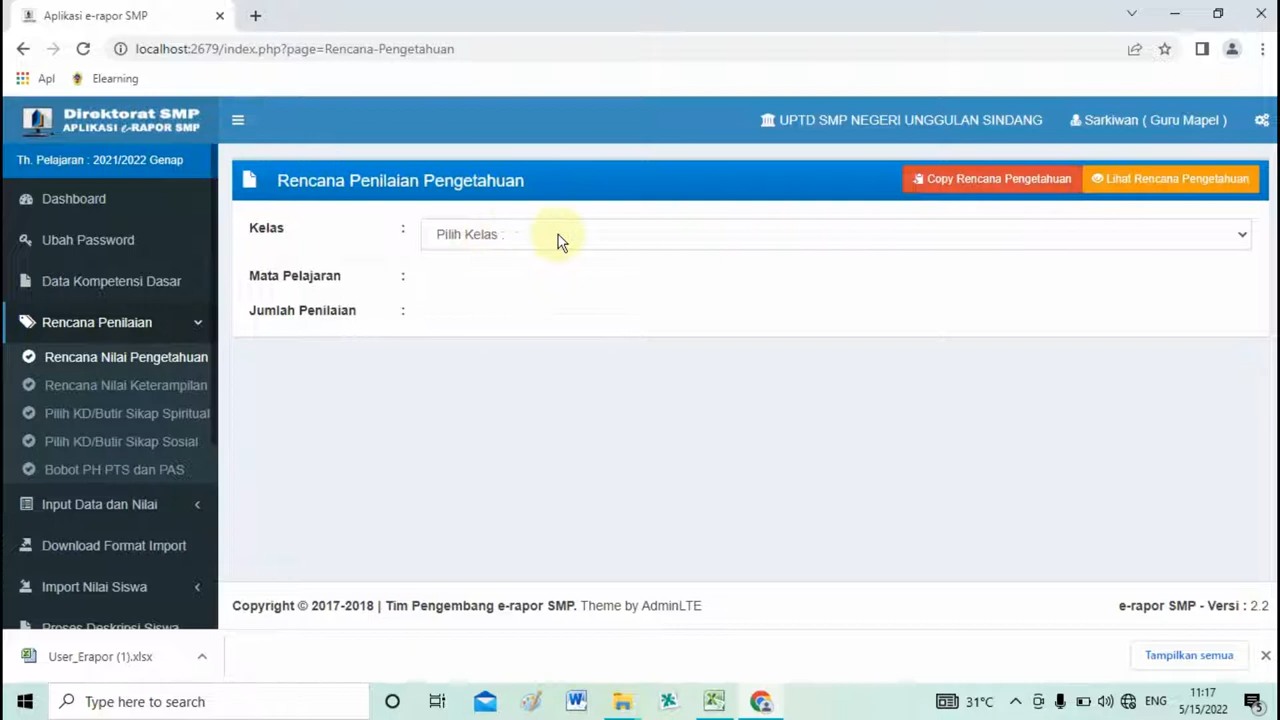 Aplikasi e-rapor SMP
localhost:2679/index.php?page=Rencana-Pengetahuan
Apl
Elearning
Direktorat SMP
APLIKASI e-RAPOR SMP
UPTD SMP NEGERI UNGGULAN SINDANG
Sarkiwan ( Guru Mapel )
Th. Pelajaran : 2021/2022 Genap
Dashboard
Ubah Password
Data Kompetensi Dasar
Rencana Penilaian
Rencana Nilai Pengetahuan
Rencana Nilai Keterampilan
Pilih KD/Butir Sikap Spiritual
Pilih KD/Butir Sikap Sosial
Bobot PH PTS dan PAS
Input Data dan Nilai
Download Format Import
Import Nilai Siswa
Proses Deskripsi Siswa
Rencana Penilaian Pengetahuan
Copy Rencana Pengetahuan
Lihat Rencana Pengetahuan
Kelas :
Pilih Kelas :
Mata Pelajaran :
Jumlah Penilaian :
Copyright © 2017-2018 | Tim Pengembang e-rapor SMP. Theme by AdminLTE
e-rapor SMP - Versi : 2.2
User_Erapor (1).xlsx
Tampilkan semua
Type here to search
31°C
ENG
11:17
5/15/2022
5